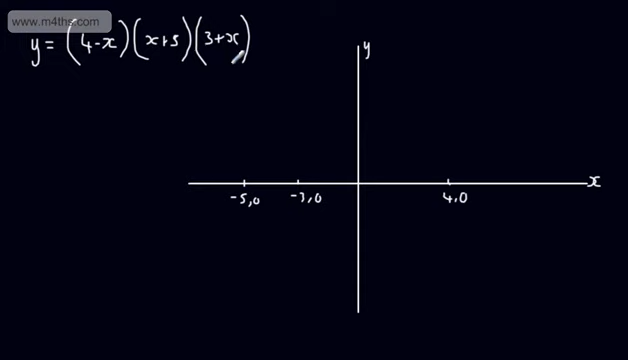 www.m4ths.com
y = (4-x)(x+5)(3+x)
y
x
-5,0
-3,0
4,0